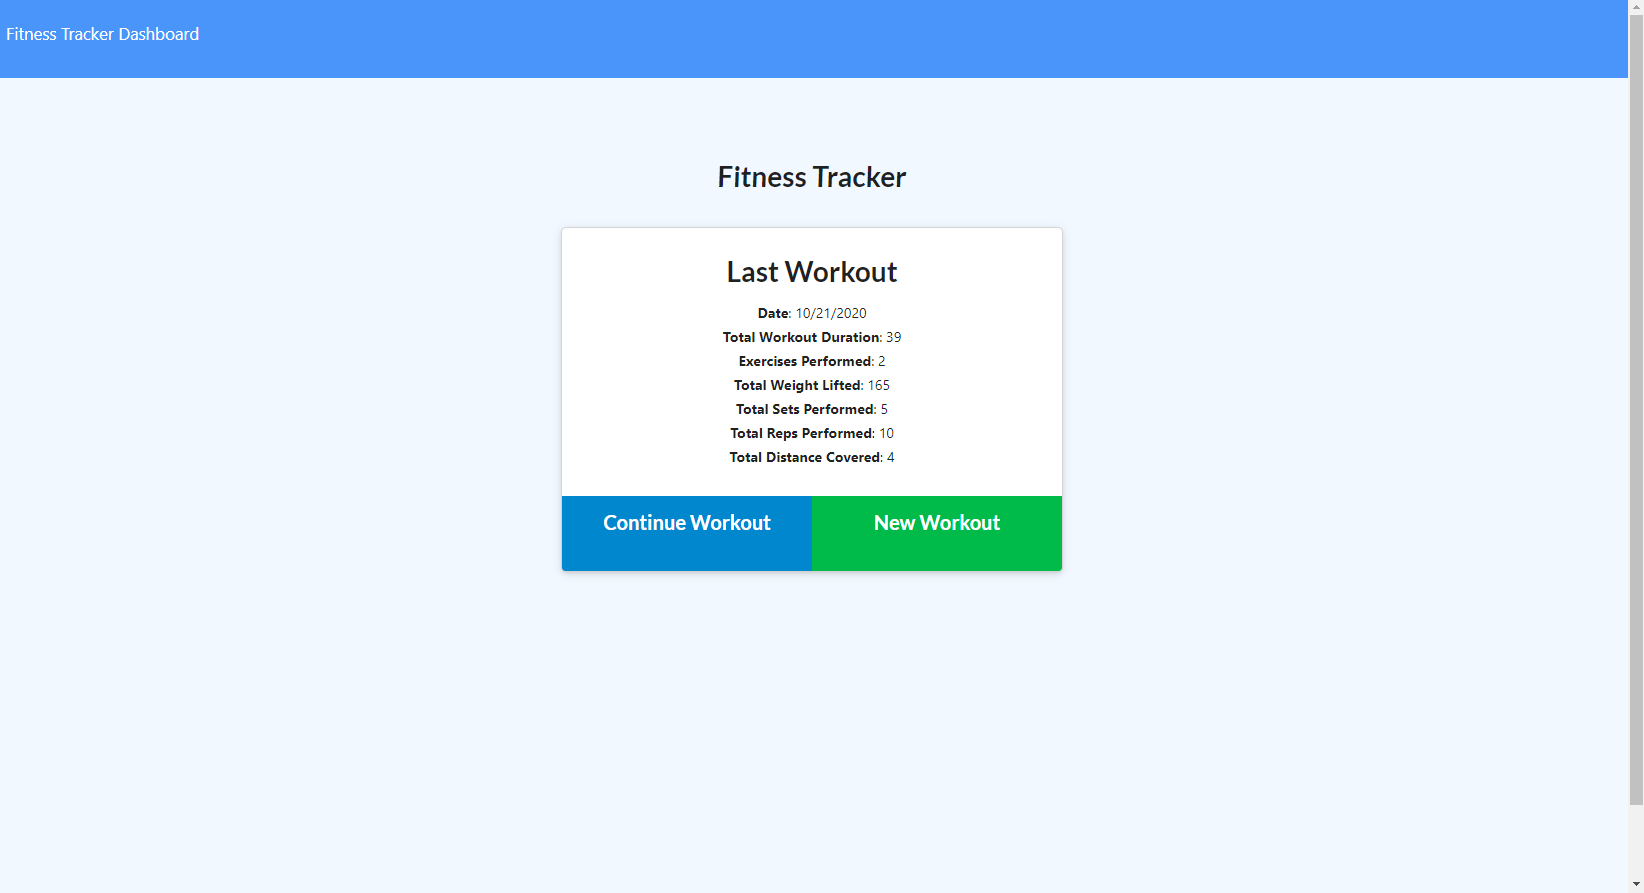 Fitness Tracker Dashboard
Fitness Tracker
Last Workout
Date: 10/21/2020
Total Workout Duration: 39
Exercises Performed: 2
Total Weight Lifted: 165
Total Sets Performed: 5
Total Reps Performed: 10
Total Distance Covered: 4
Continue Workout
New Workout